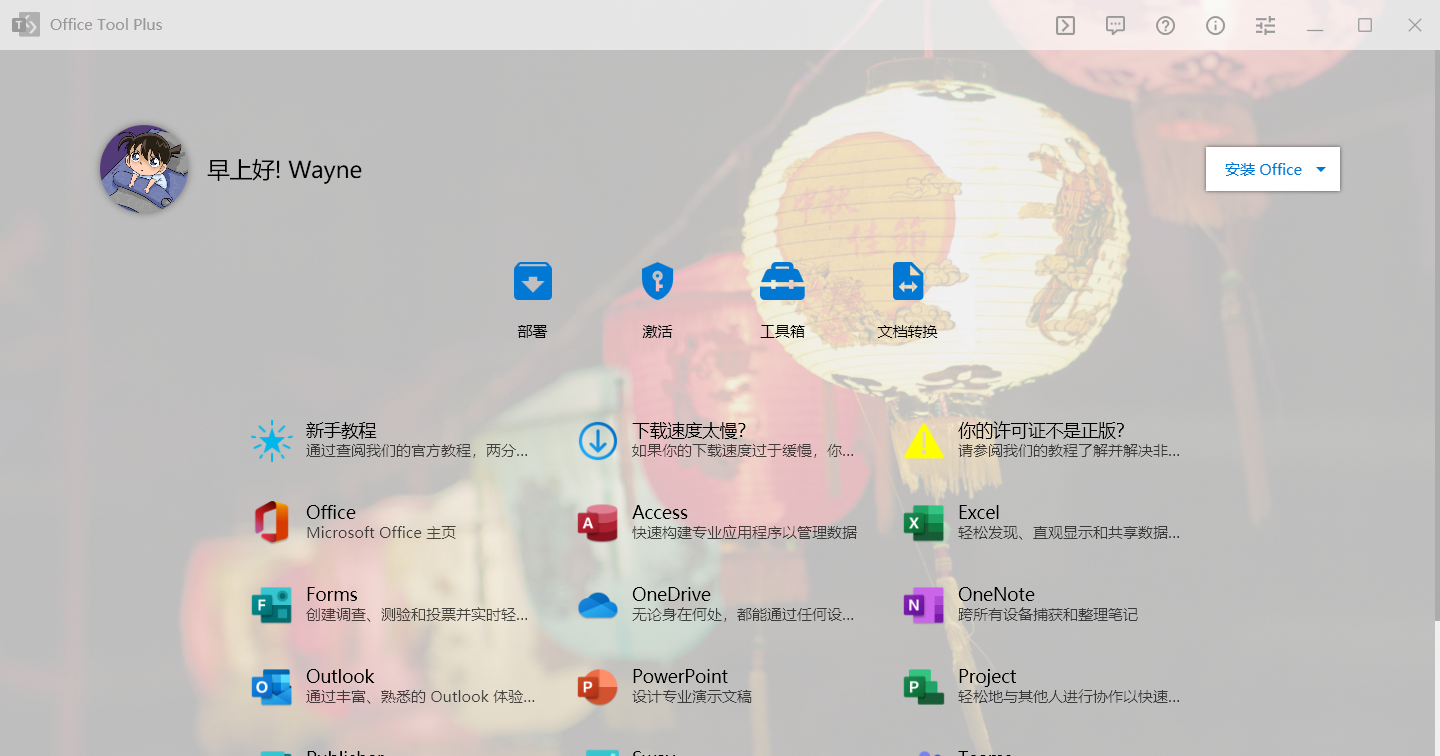 Office Tool Plus
早上好! Wayne
安装 Office
中秋
佳節
部署
激活
工具箱
文档转换
新手教程
通过查阅我们的官方教程，两分...
下载速度太慢?
如果你的下载速度过于缓慢，你...
你的许可证不是正版?
请参阅我们的教程了解并解决非...
Office
Microsoft Office 主页
Access
快速构建专业应用程序以管理数据
Excel
轻松发现、直观显示和共享数据...
Forms
创建调查、测验和投票并实时轻...
OneDrive
无论身在何处，都能通过任何设...
OneNote
跨所有设备捕获和整理笔记
Outlook
通过丰富、熟悉的 Outlook 体验...
PowerPoint
设计专业演示文稿
Project
轻松地与其他人进行协作以快速...
Publisher
Sway
Teams